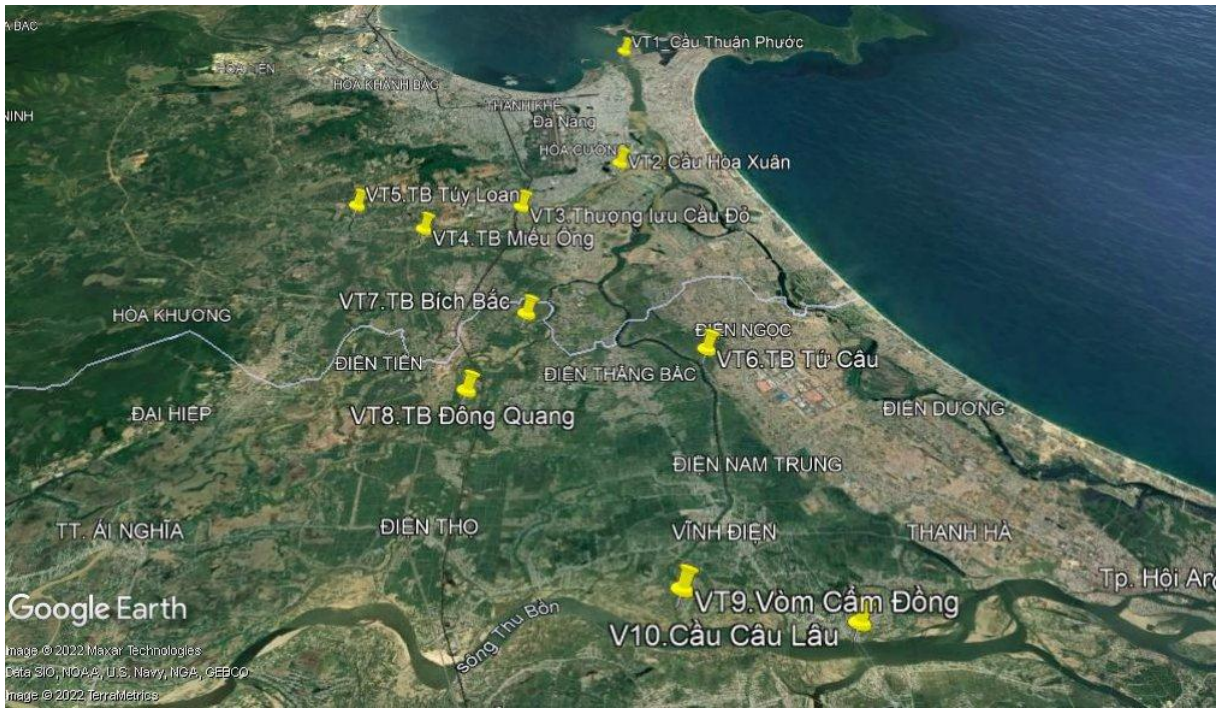 VT1_Cầu Thuận Phước
HÒA KHÁNH BẮC
THANH KHÊ
Đà Nẵng
HÒA CƯỜNG
VT2.Cầu Hòa Xuân
VT5.TB Túy Loan
VT3.Thượng lưu Cầu Đỏ
VT4.TB Miếu Ông
VT7.TB Bích Bắc
HÒA KHƯƠNG
ĐIỆN NGỌC
ĐIỆN TIẾN
ĐIỆN THẮNG BẮC
VT6.TB Tứ Câu
VT8.TB Đông Quang
ĐẠI HIỆP
ĐIỆN DƯƠNG
ĐIỆN NAM TRUNG
TT. ÁI NGHĨA
ĐIỆN THỌ
VĨNH ĐIỆN
THANH HÀ
Tp. Hội An
VT9.Vòm Cẩm Đồng
Google Earth
sông Thu Bồn
V10.Cầu Câu Lâu
Image © 2022 Maxar Technologies
Data SIO, NOAA, U.S. Navy, NGA, GEBCO
Image © 2022 TerraMetrics